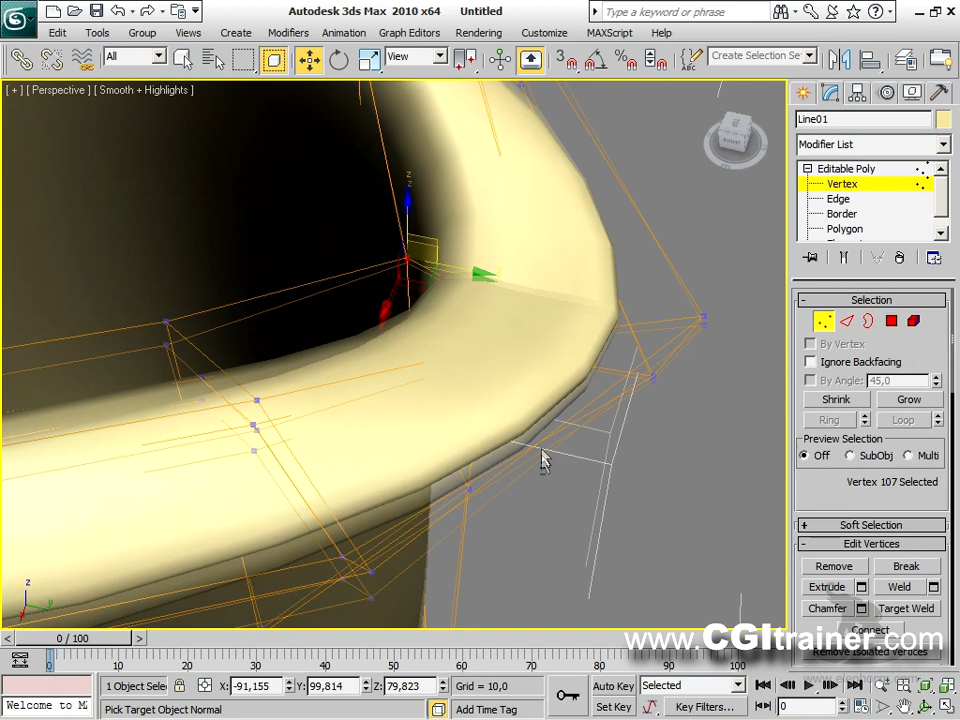 Autodesk 3ds Max 2010 x64 Untitled
Type a keyword or phrase
Edit Tools Group Views Create Modifiers Animation Graph Editors Rendering Customize MAXScript Help
All View Create Selection Se
[ + ] [ Perspective ] [ Smooth + Highlights ]
Line01
Modifier List
Editable Poly
Vertex
Edge
Border
Polygon
Selection
By Vertex
Ignore Backfacing
By Angle: 45,0
Shrink Grow
Ring Loop
Preview Selection
Off SubObj Multi
Vertex 107 Selected
Soft Selection
Edit Vertices
Remove Break
Extrude Weld
Chamfer Target Weld
Connect
Remove Isolated Vertices
www.CGItrainer.com
0 / 100
0 10 20 30 40 50 60 70 80 90 100
1 Object Selec X: -91,155 Y: 99,814 Z: 79,823 Grid = 10,0 Auto Key Selected
Welcome to M Pick Target Object Normal Add Time Tag Set Key Key Filters... 0